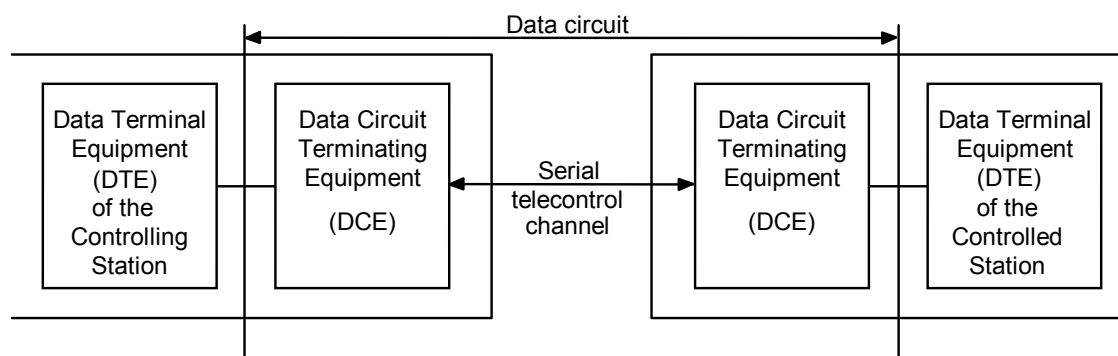 Data circuit
Data Terminal
Equipment
(DTE)
of the
Controlling
Station
Data Circuit
Terminating
Equipment
(DCE)
Serial
telecontrol
channel
Data Circuit
Terminating
Equipment
(DCE)
Data Terminal
Equipment
(DTE)
of the
Controlled
Station